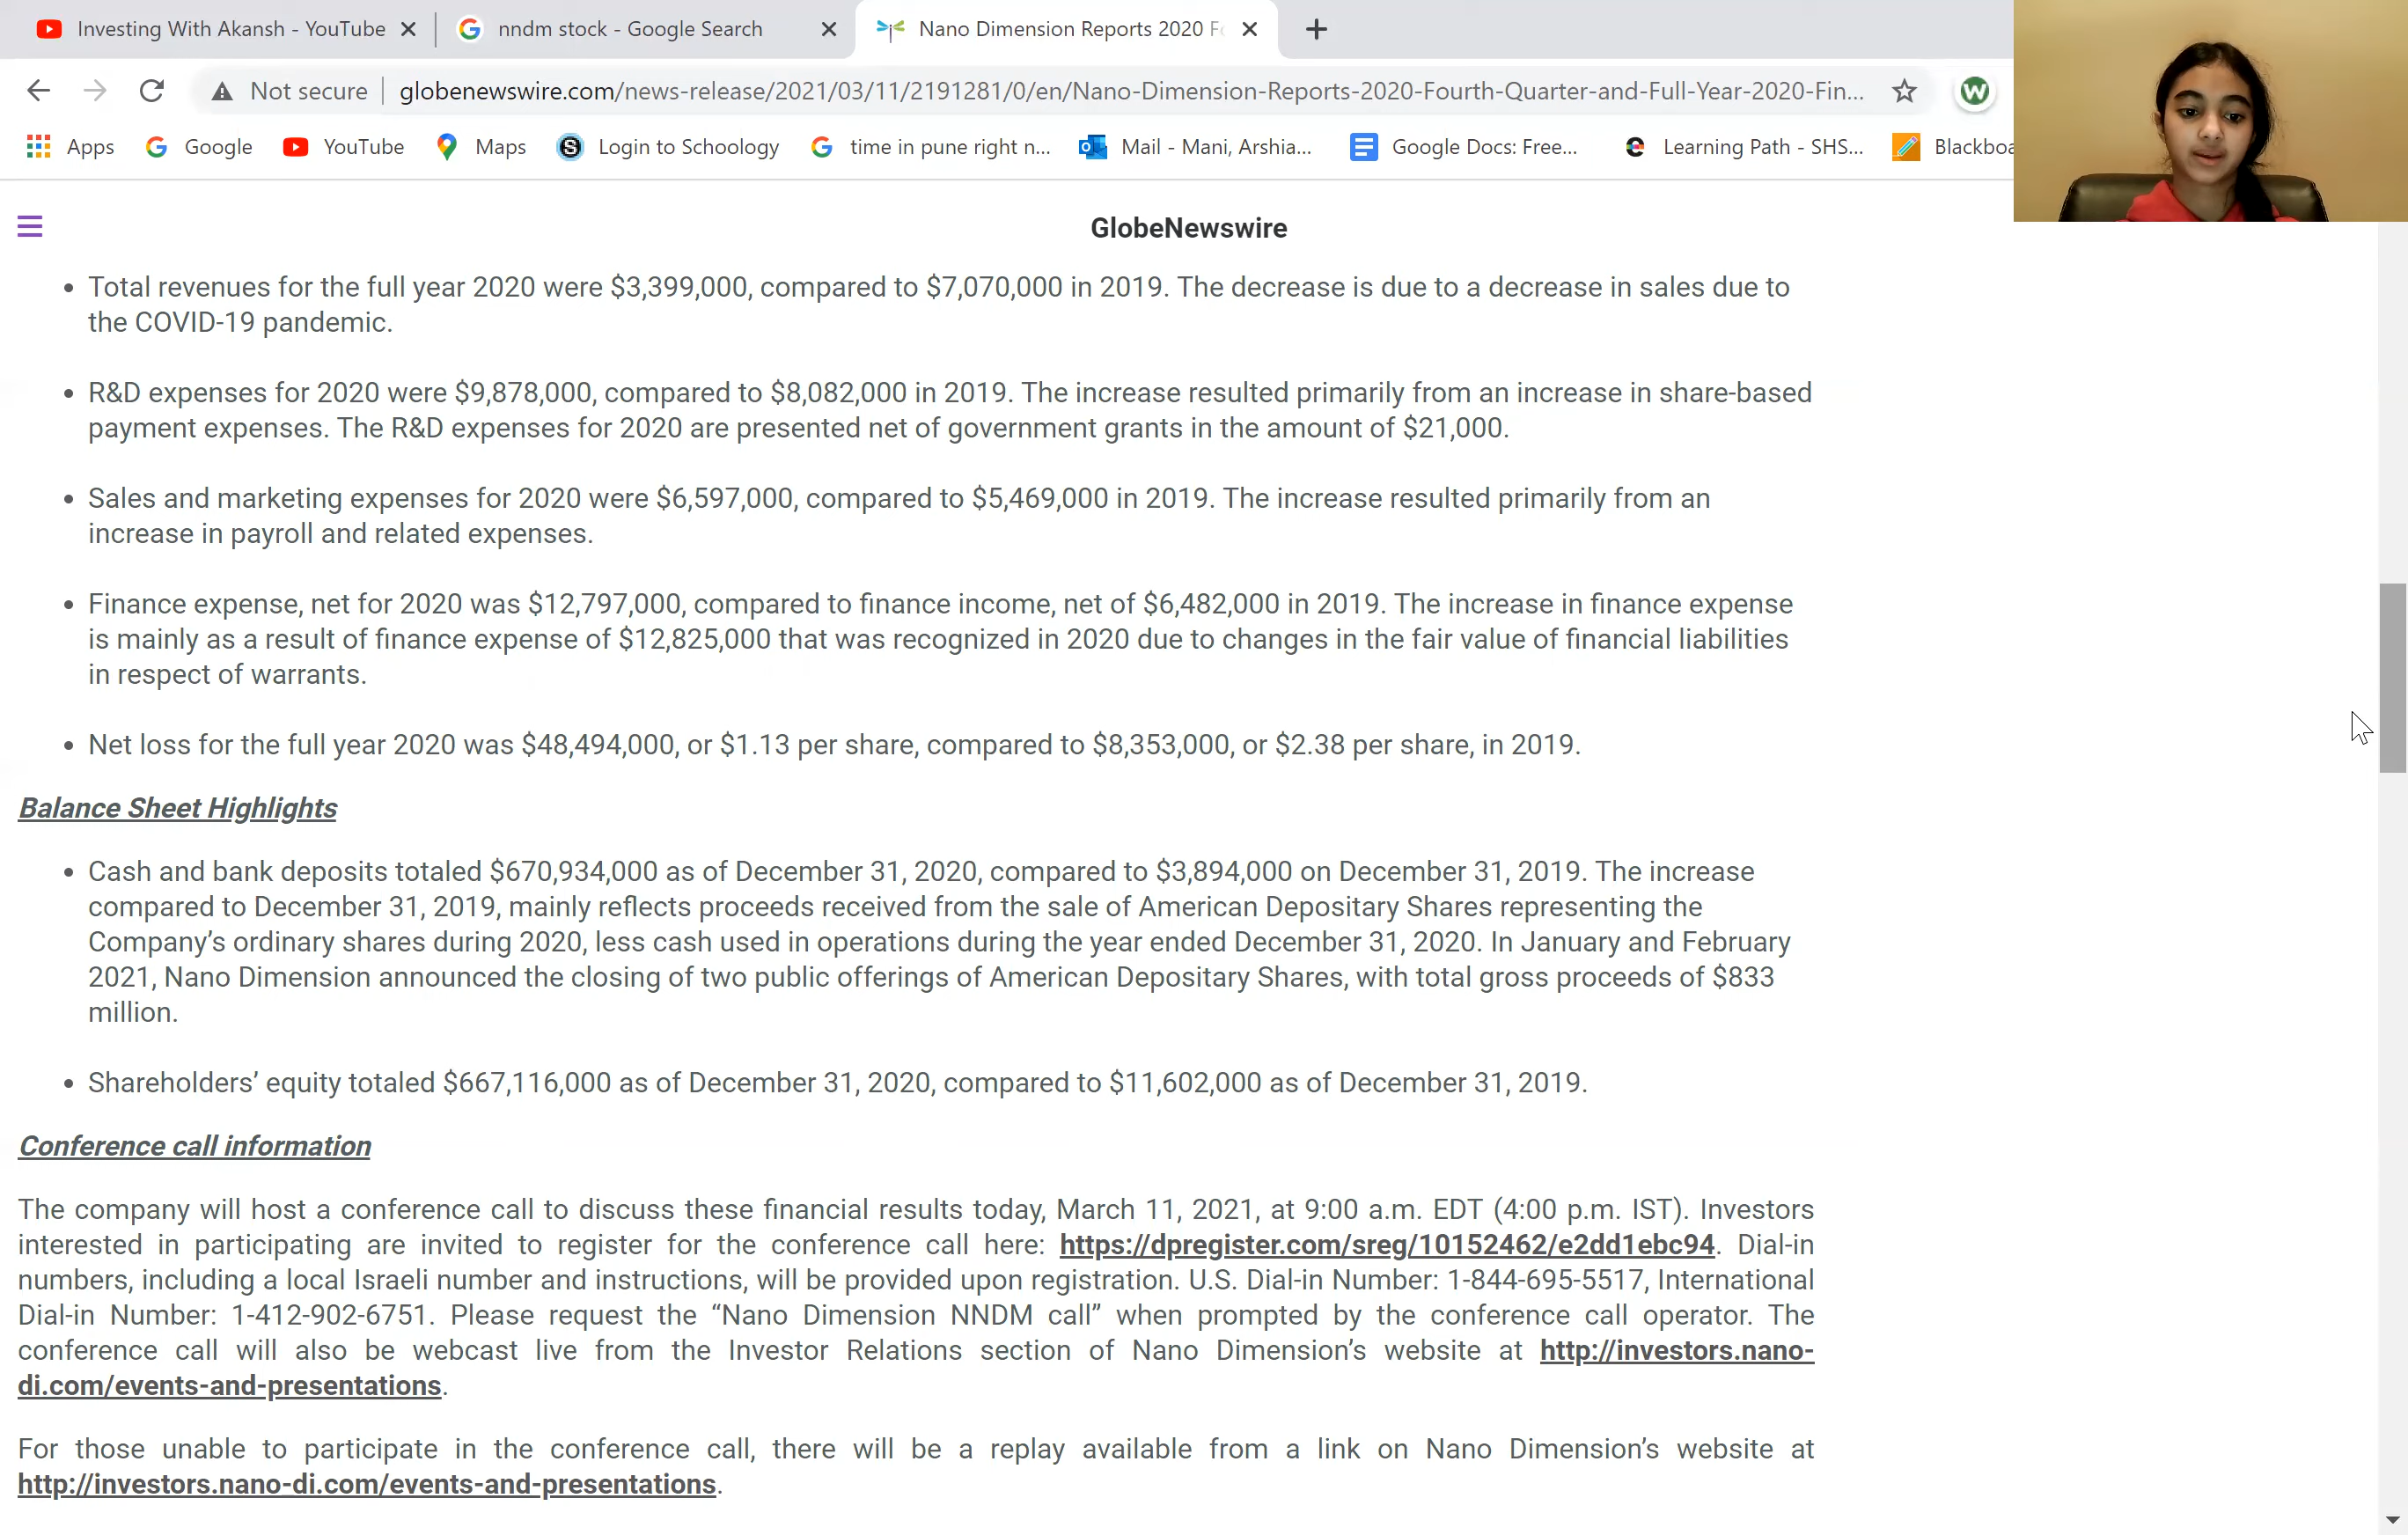 Investing With Akansh - YouTube
nndm stock - Google Search
Nano Dimension Reports 2020 Fo
Not secure
globenewswire.com/news-release/2021/03/11/2191281/0/en/Nano-Dimension-Reports-2020-Fourth-Quarter-and-Full-Year-2020-Fin...
W
Apps
Google
YouTube
Maps
Login to Schoology
time in pune right n...
Mail - Mani, Arshia...
Google Docs: Free...
Learning Path - SHS...
Blackboa
GlobeNewswire
• Total revenues for the full year 2020 were $3,399,000, compared to $7,070,000 in 2019. The decrease is due to a decrease in sales due to
the COVID-19 pandemic.
• R&D expenses for 2020 were $9,878,000, compared to $8,082,000 in 2019. The increase resulted primarily from an increase in share-based
payment expenses. The R&D expenses for 2020 are presented net of government grants in the amount of $21,000.
• Sales and marketing expenses for 2020 were $6,597,000, compared to $5,469,000 in 2019. The increase resulted primarily from an
increase in payroll and related expenses.
• Finance expense, net for 2020 was $12,797,000, compared to finance income, net of $6,482,000 in 2019. The increase in finance expense
is mainly as a result of finance expense of $12,825,000 that was recognized in 2020 due to changes in the fair value of financial liabilities
in respect of warrants.
• Net loss for the full year 2020 was $48,494,000, or $1.13 per share, compared to $8,353,000, or $2.38 per share, in 2019.
Balance Sheet Highlights
• Cash and bank deposits totaled $670,934,000 as of December 31, 2020, compared to $3,894,000 on December 31, 2019. The increase
compared to December 31, 2019, mainly reflects proceeds received from the sale of American Depositary Shares representing the
Company’s ordinary shares during 2020, less cash used in operations during the year ended December 31, 2020. In January and February
2021, Nano Dimension announced the closing of two public offerings of American Depositary Shares, with total gross proceeds of $833
million.
• Shareholders’ equity totaled $667,116,000 as of December 31, 2020, compared to $11,602,000 as of December 31, 2019.
Conference call information
The company will host a conference call to discuss these financial results today, March 11, 2021, at 9:00 a.m. EDT (4:00 p.m. IST). Investors
interested in participating are invited to register for the conference call here: https://dpregister.com/sreg/10152462/e2dd1ebc94. Dial-in
numbers, including a local Israeli number and instructions, will be provided upon registration. U.S. Dial-in Number: 1-844-695-5517, International
Dial-in Number: 1-412-902-6751. Please request the “Nano Dimension NNDM call” when prompted by the conference call operator. The
conference call will also be webcast live from the Investor Relations section of Nano Dimension’s website at http://investors.nano-
di.com/events-and-presentations.
For those unable to participate in the conference call, there will be a replay available from a link on Nano Dimension’s website at
http://investors.nano-di.com/events-and-presentations.